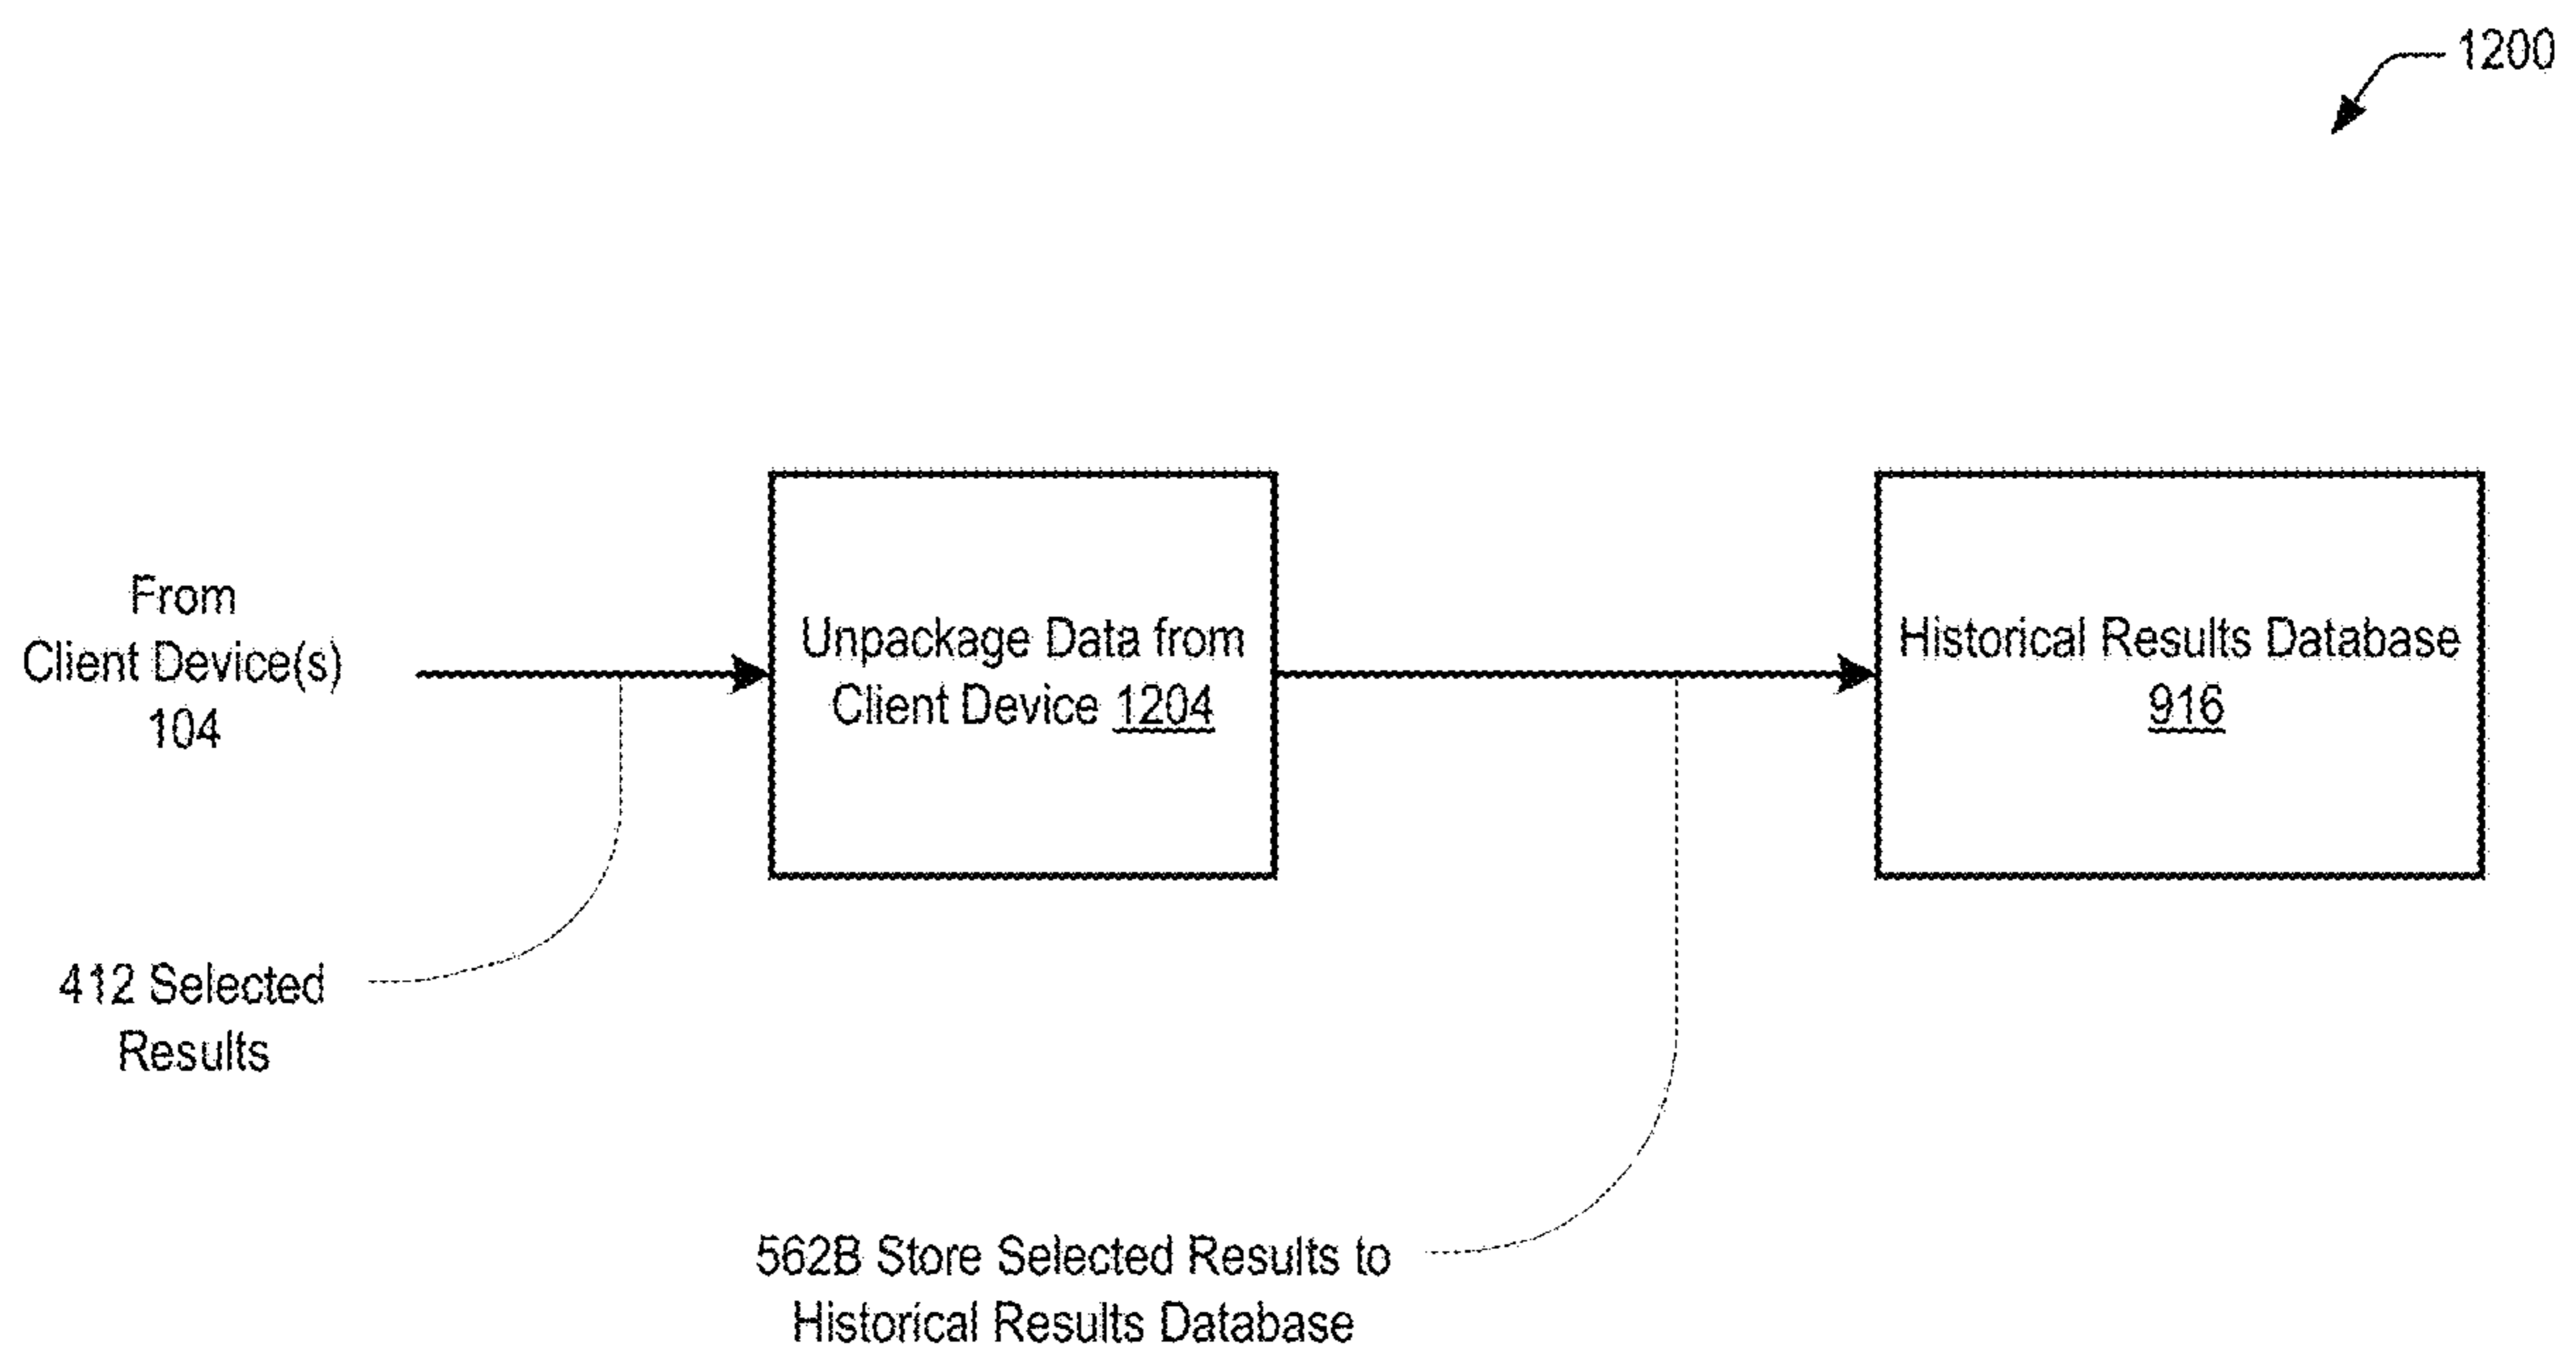 1200
From
Client Device(s)
104
Unpackage Data from
Client Device 1204
Historical Results Database
916
412 Selected
Results
562B Store Selected Results to
Historical Results Database